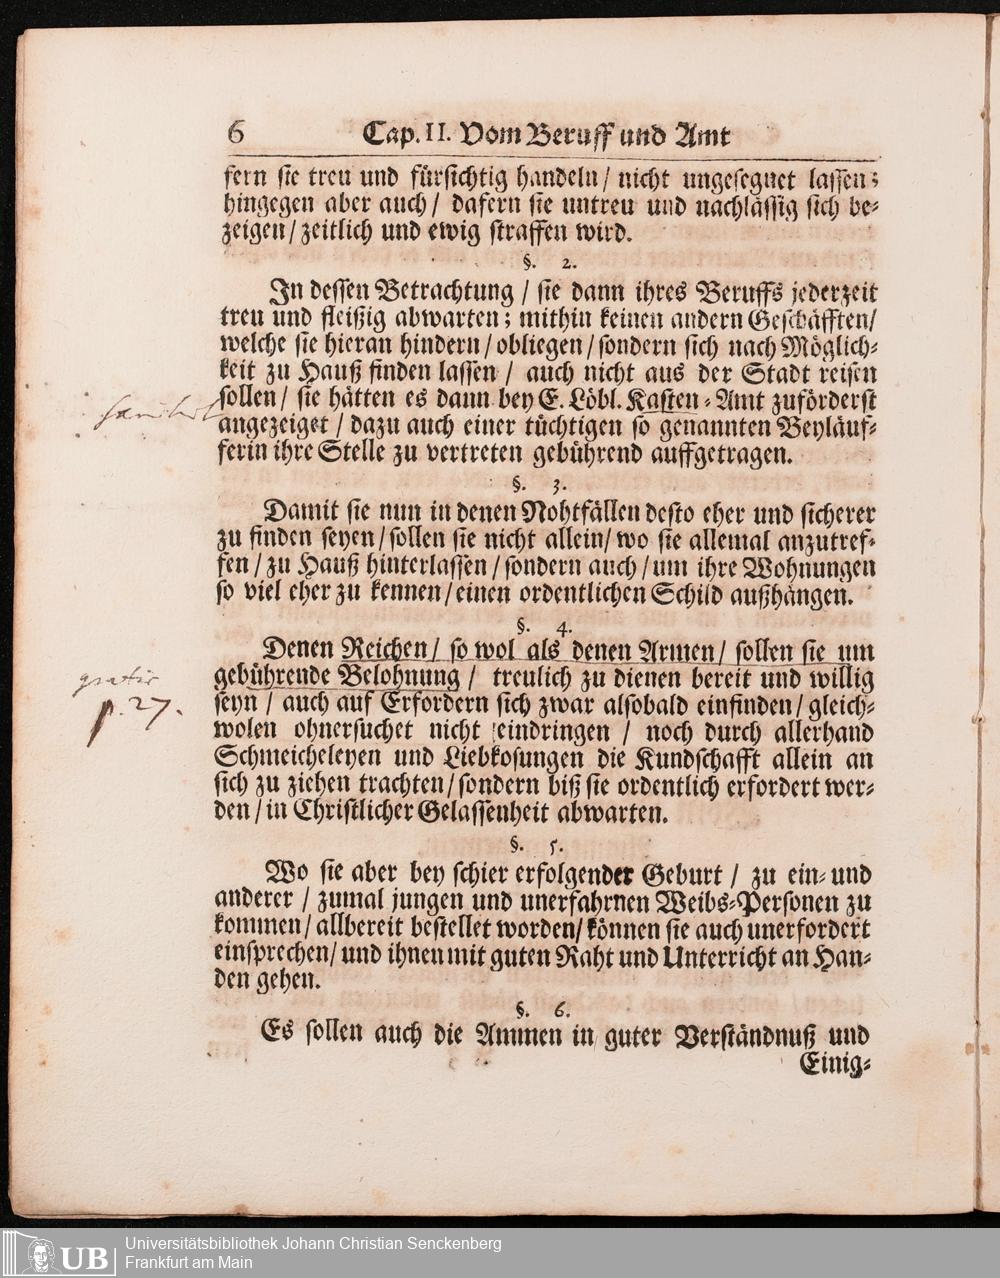 6 Cap. II. Vom Beruff und Amt
fern sie treu und fürsichtig handeln / nicht ungesegnet lassen;
hingegen aber auch / dafern sie untreu und nachlässig sich be-
zeigen / zeitlich und ewig straffen wird.
§. 2.
In dessen Betrachtung / sie dann ihres Beruffs jederzeit
treu und fleißig abwarten; mithin keinen andern Geschäfften /
welche sie hieran hindern / obliegen / sondern sich nach Möglich-
keit zu Hauß finden lassen / auch nicht aus der Stadt reisen
sollen / sie hätten es dann bey E. Löbl. Kasten-Amt zuförderst
angezeiget / dazu auch einer tüchtigen so genannten Beyläuf-
ferin ihre Stelle zu vertreten gebührend auffgetragen.
§. 3.
Damit sie nun in denen Nohtfällen desto eher und sicherer
zu finden seyen / sollen sie nicht allein / wo sie allemal anzutref-
fen / zu Hauß hinterlassen / sondern auch / um ihre Wohnungen
so viel eher zu kennen / einen ordentlichen Schild außhängen.
§. 4.
Denen Reichen / so wol als denen Armen / sollen sie um
gratis
gebührende Belohnung / treulich zu dienen bereit und willig
p. 27.
seyn / auch auf Erfordern sich zwar alsobald einfinden / gleich-
wolen ohnersuchet nicht eindringen / noch durch allerhand
Schmeicheleyen und Liebkosungen die Kundschafft allein an
sich zu ziehen trachten / sondern biß sie ordentlich erfordert wer-
den / in Christlicher Gelassenheit abwarten.
§. 5.
Wo sie aber bey schier erfolgender Geburt / zu ein- und
anderer / zumal jungen und unerfahrnen Weibs-Personen zu
kommen / allbereit bestellet worden / können sie auch unerfordert
einsprechen / und ihnen mit guten Raht und Unterricht an Han-
den gehen.
§. 6.
Es sollen auch die Ammen in guter Verständnuß und
Einig-
UB Universitätsbibliothek Johann Christian Senckenberg
Frankfurt am Main